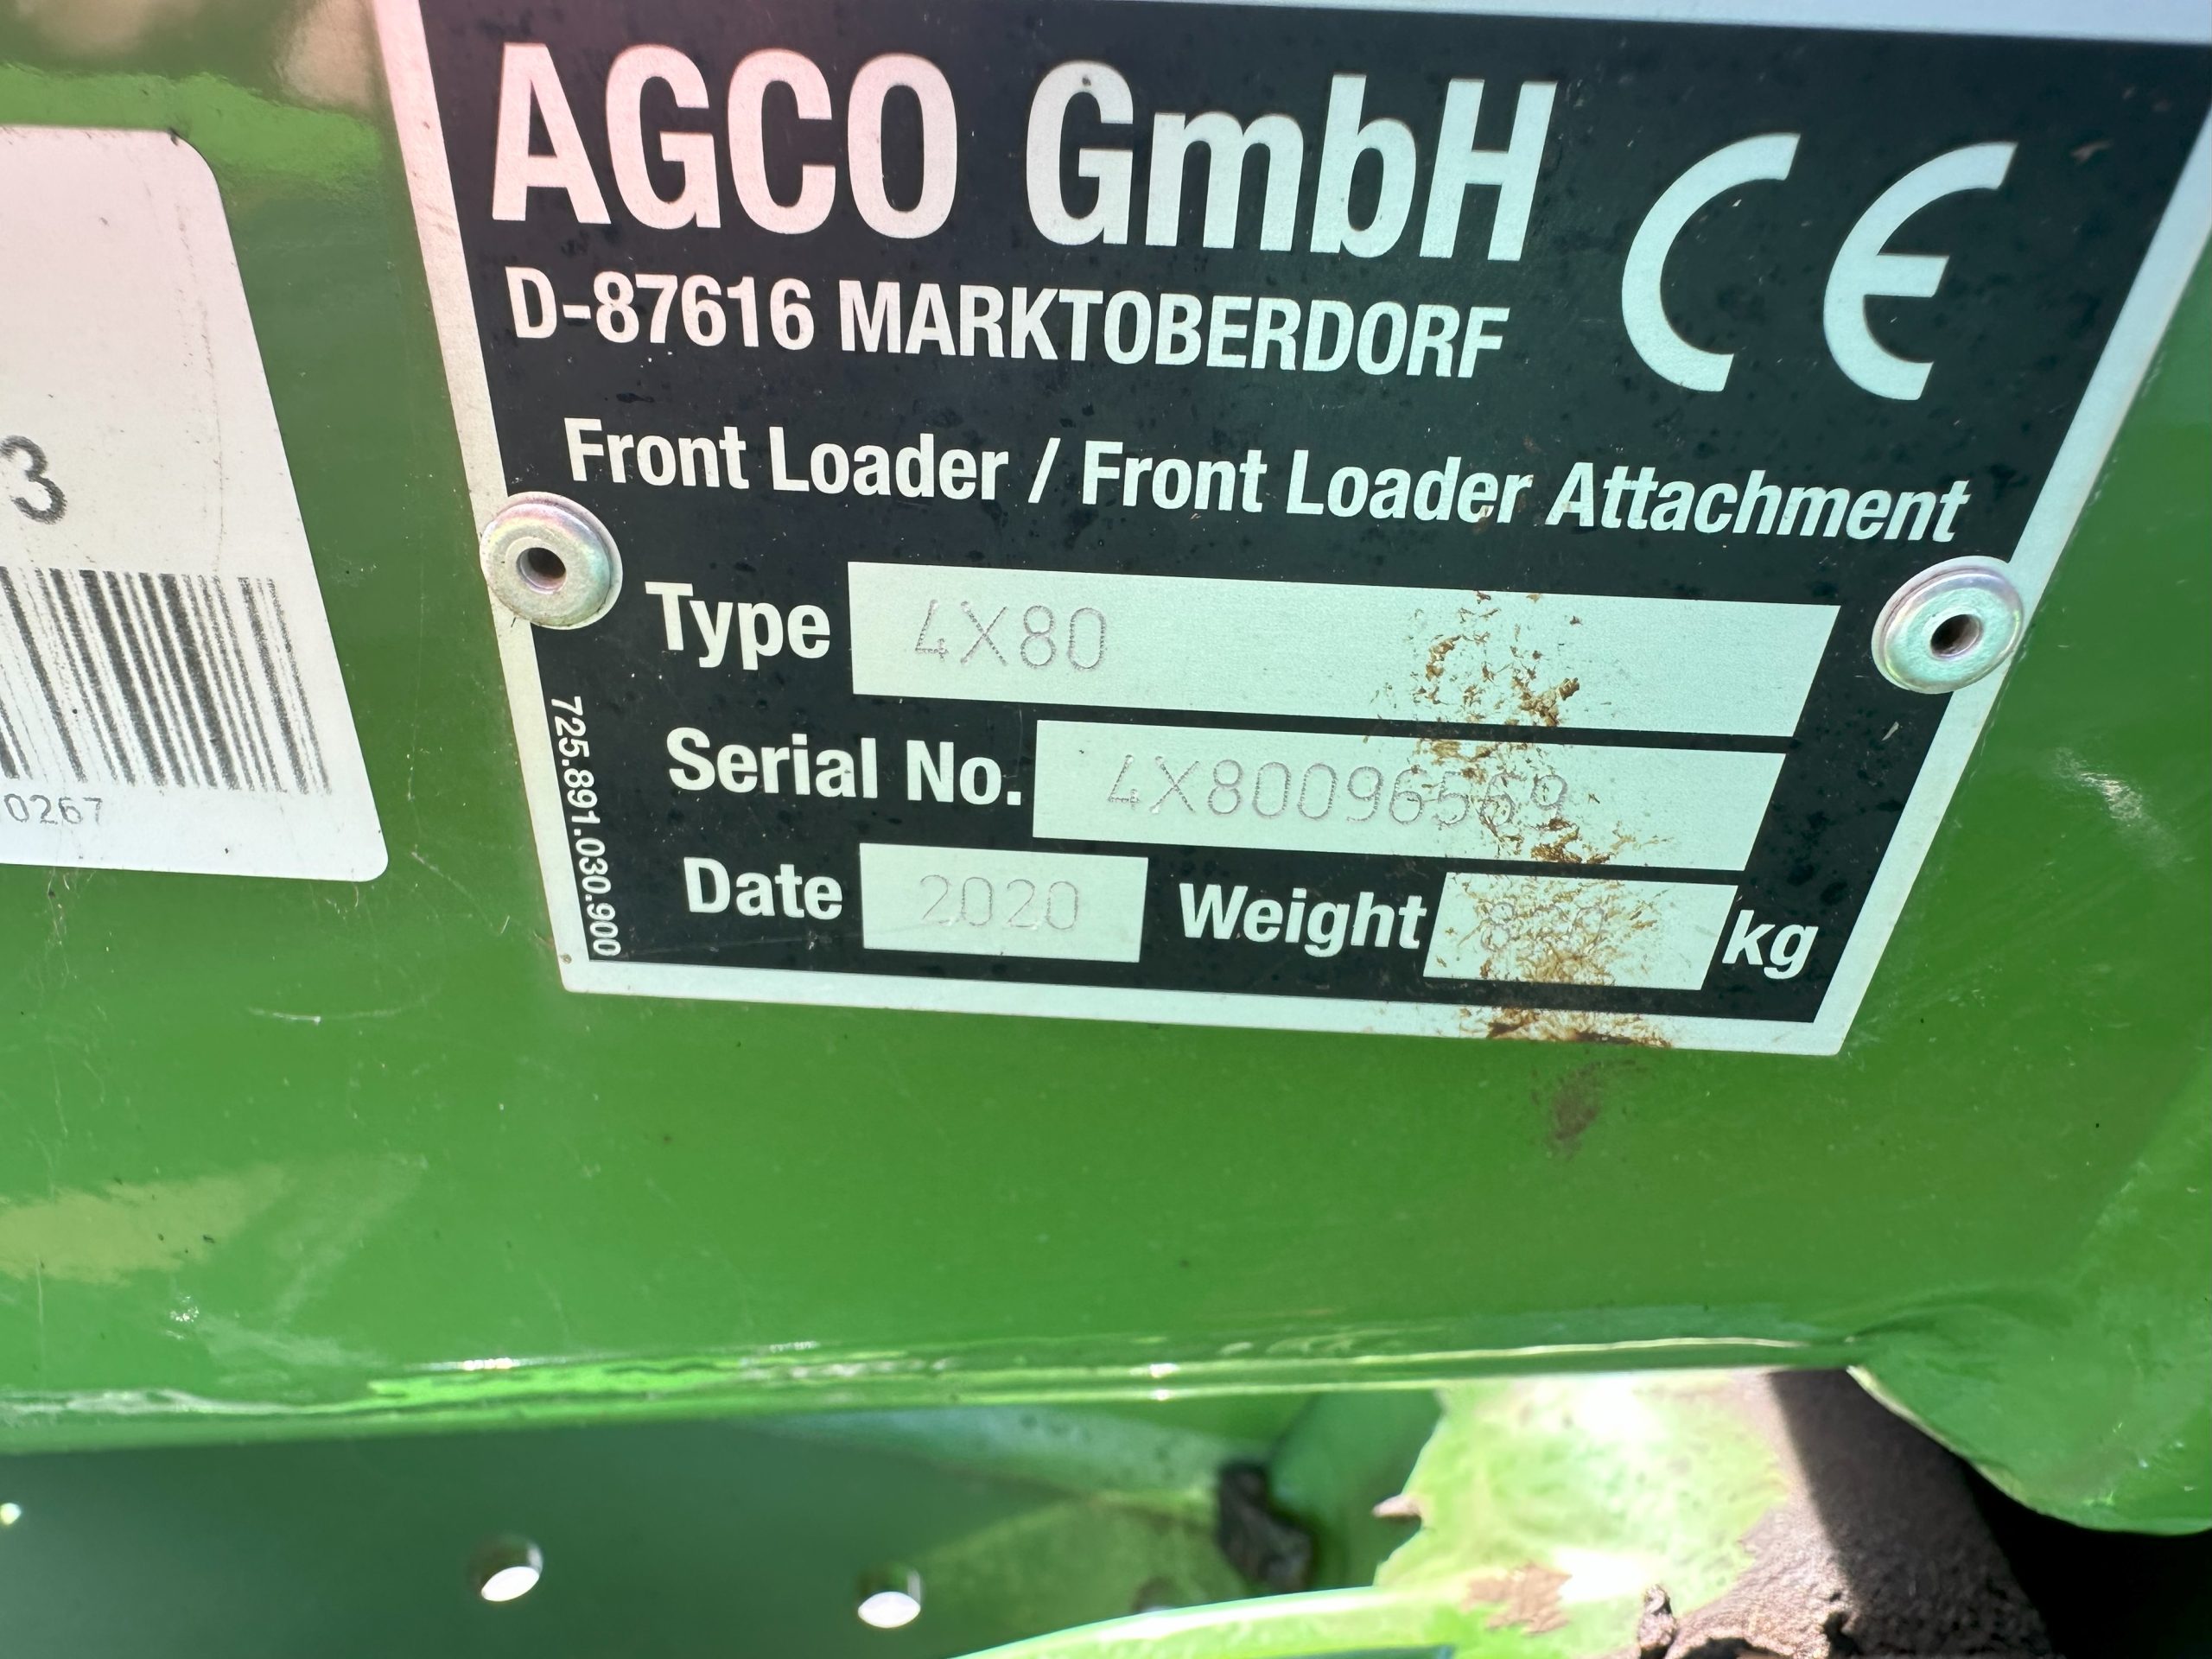 AGCO GmbH CE
D-87616 MARKTOBERDORF
Front Loader / Front Loader Attachment
Type 4X80
Serial No. 4X80096569
Date 2020 Weight kg
725.891.030.900
3
0267